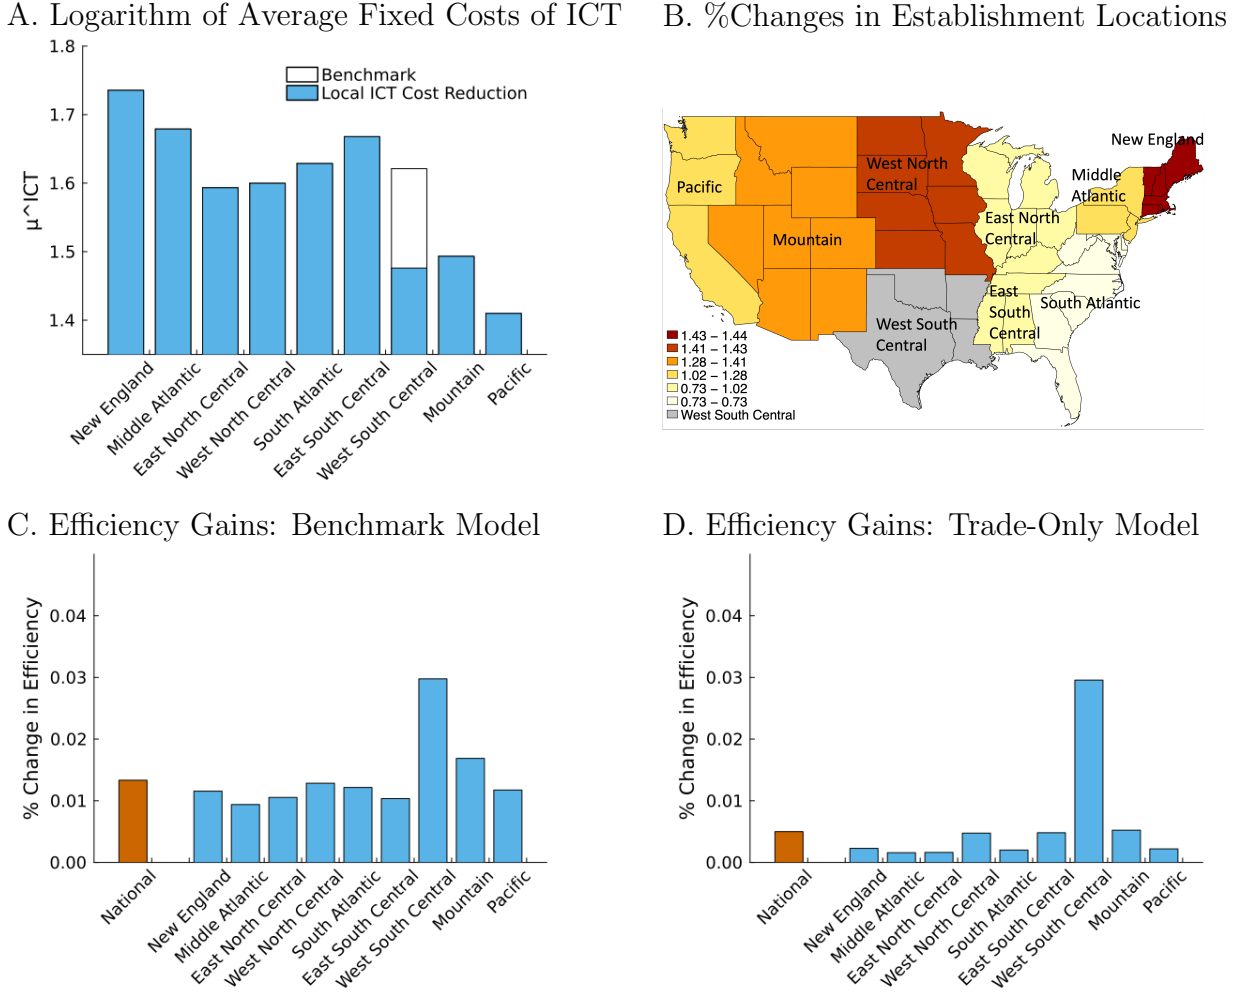 A. Logarithm of Average Fixed Costs of ICT
1.8
1.7
1.6
1.5
1.4
μ^ICT
Benchmark
Local ICT Cost Reduction
New England
Middle Atlantic
East North Central
West North Central
South Atlantic
East South Central
West South Central
Mountain
Pacific
B. %Changes in Establishment Locations
New England
West North
Central
Middle
Atlantic
Pacific
East North
Central
Mountain
East
South
Central
South Atlantic
West South
Central
1.43 – 1.44
1.41 – 1.43
1.28 – 1.41
1.02 – 1.28
0.73 – 1.02
0.73 – 0.73
West South Central
C. Efficiency Gains: Benchmark Model
% Change in Efficiency
0.04
0.03
0.02
0.01
0.00
National
New England
Middle Atlantic
East North Central
West North Central
South Atlantic
East South Central
West South Central
Mountain
Pacific
D. Efficiency Gains: Trade-Only Model
% Change in Efficiency
0.04
0.03
0.02
0.01
0.00
National
New England
Middle Atlantic
East North Central
West North Central
South Atlantic
East South Central
West South Central
Mountain
Pacific